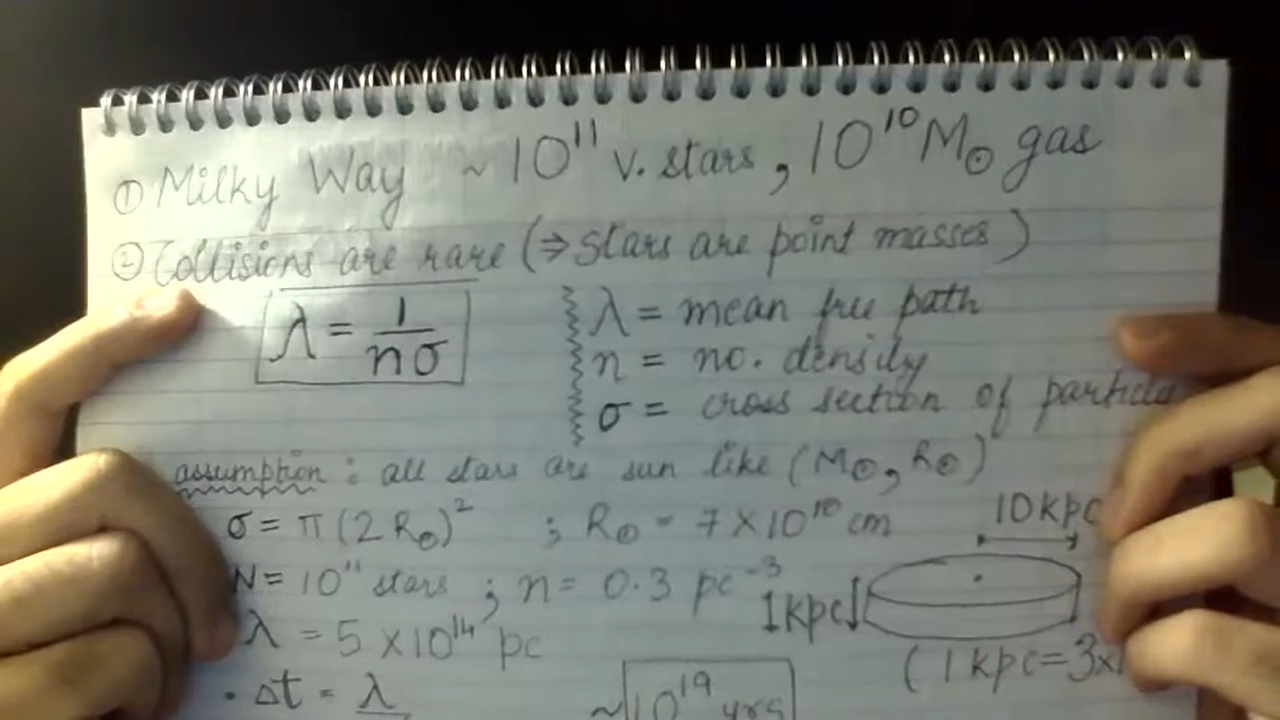 ① Milky Way ~ 10¹¹ v. stars, 10¹⁰ M⊙ gas
② Collisions are rare (⇒ stars are point masses)
λ = 1/nσ
λ = mean free path
n = no. density
σ = cross section of particle
assumption : all stars are sun like (M⊙, R⊙)
σ = π(2R⊙)² ; R⊙ = 7 × 10¹⁰ cm
10 kpc
N = 10¹¹ stars ; n = 0.3 pc⁻³
1 kpc
λ = 5 × 10¹⁴ pc
(1 kpc = 3×
· Δt = λ
~ 10¹⁹ yrs